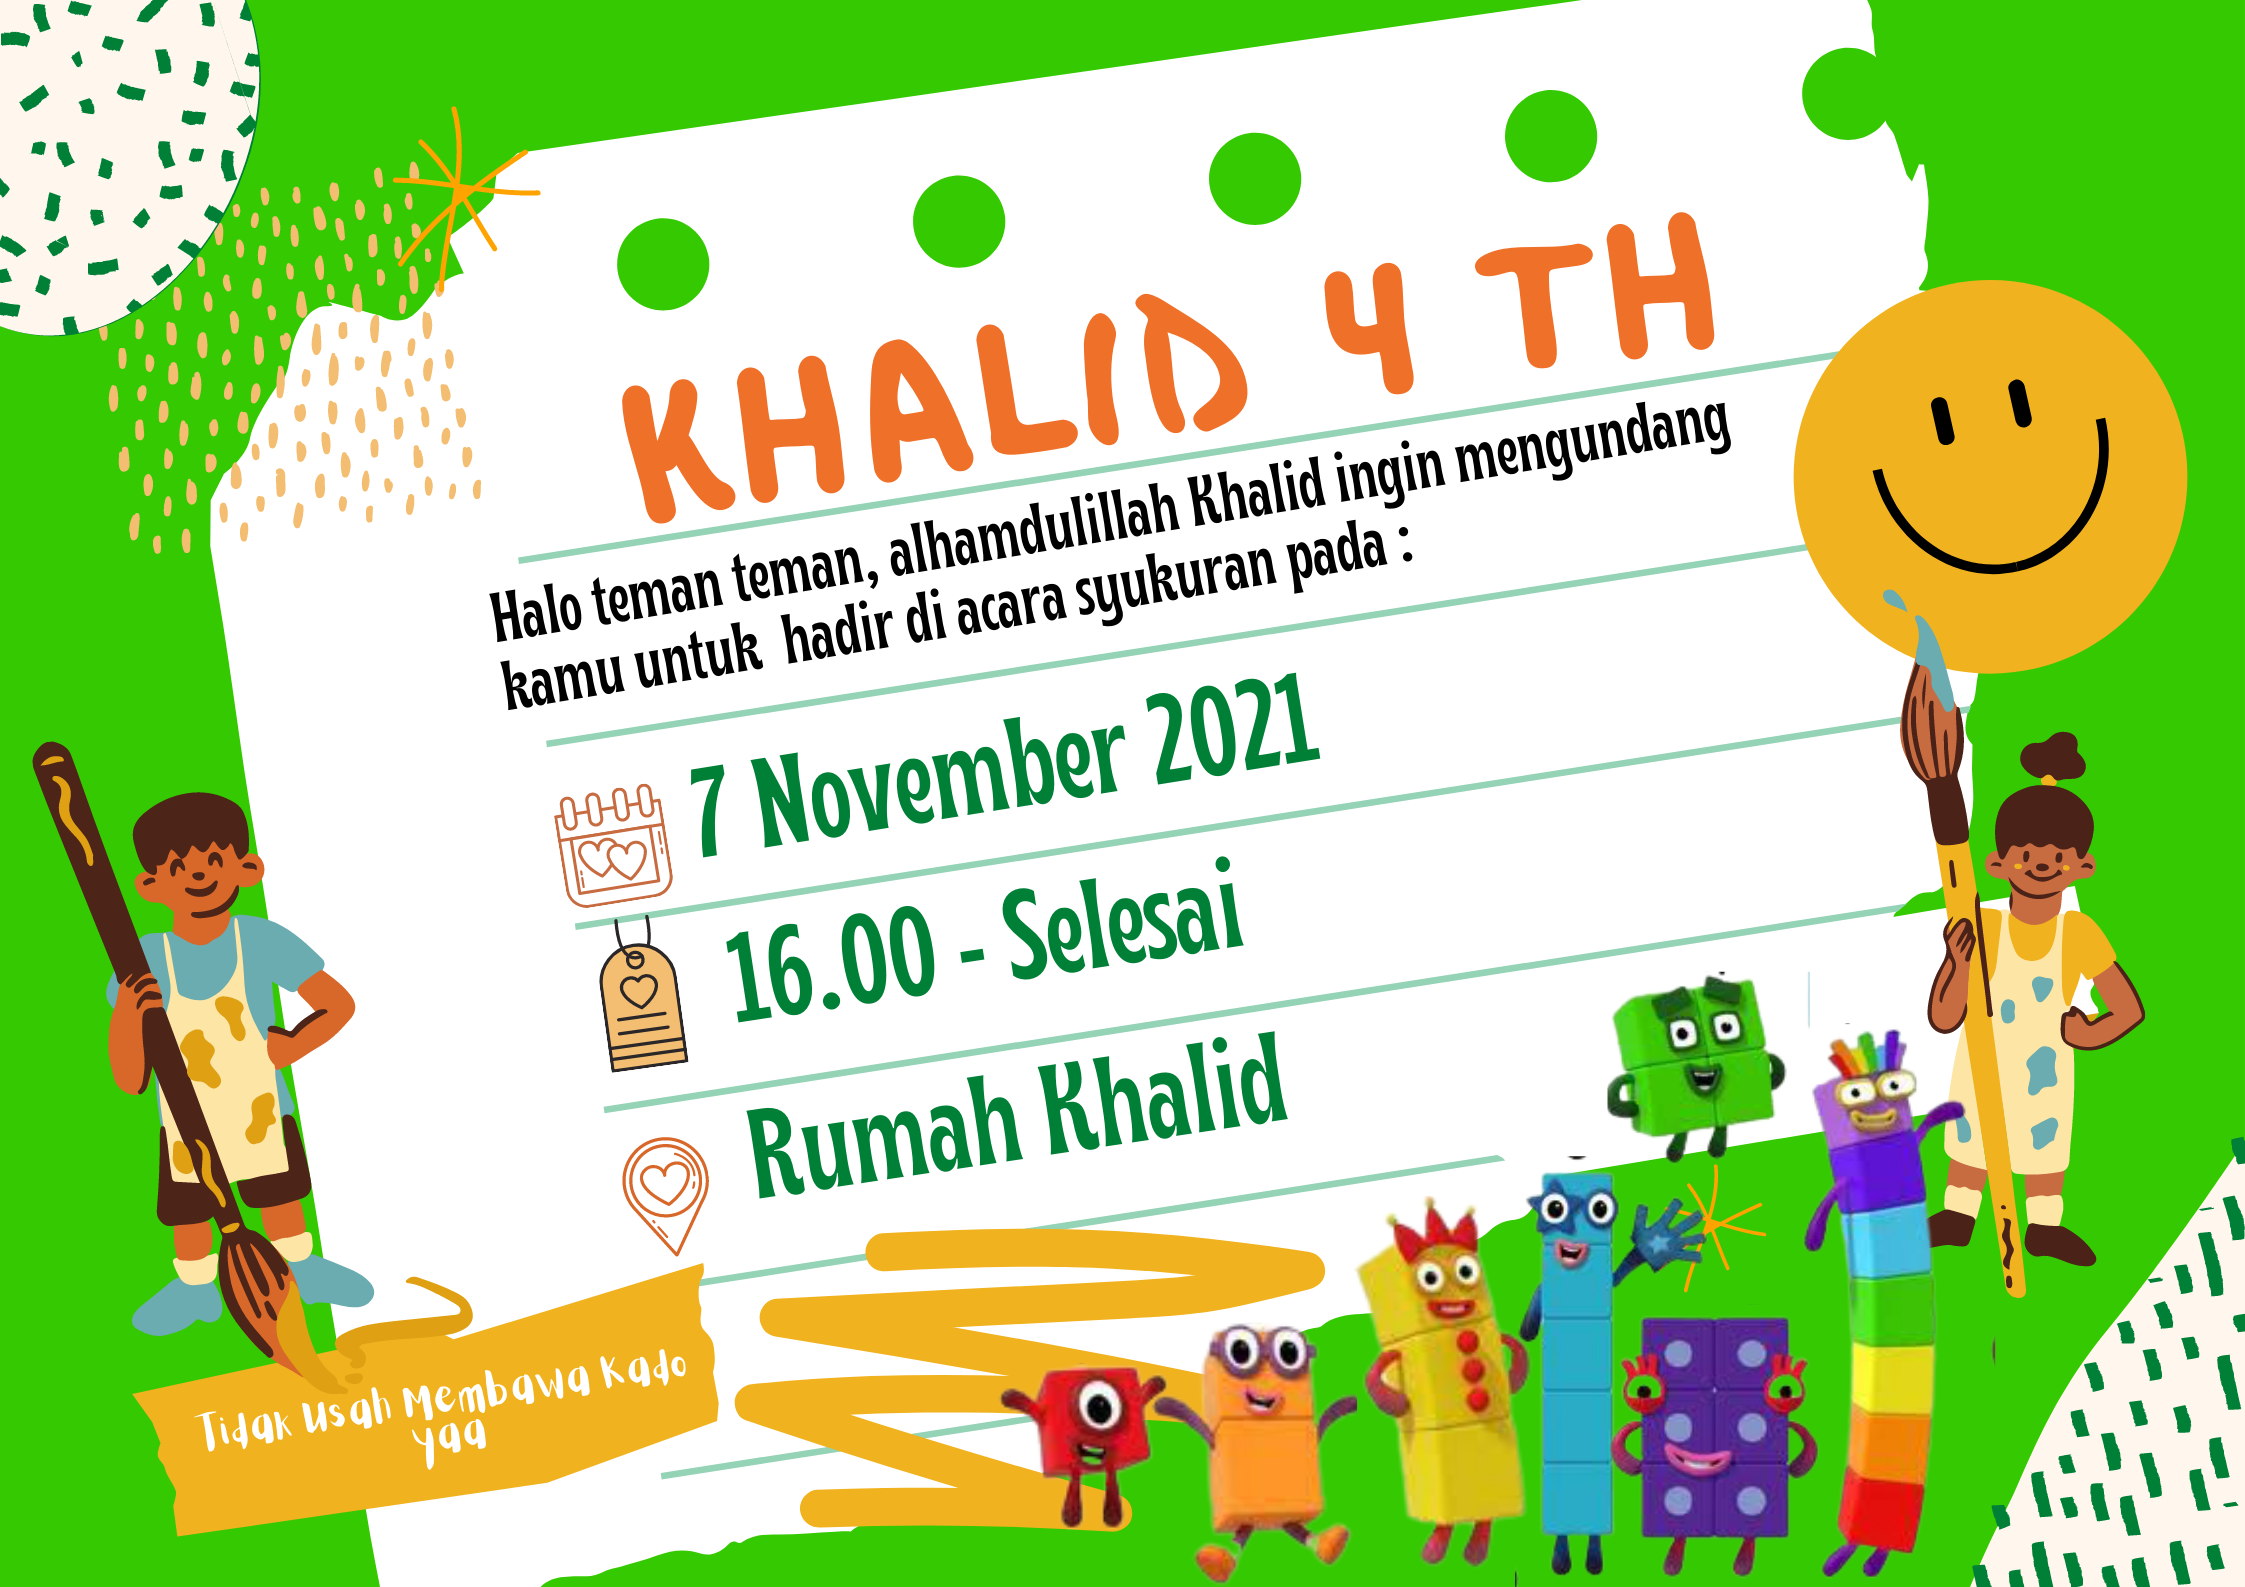 KHALID 4 TH
Halo teman teman, alhamdulillah Khalid ingin mengundang
kamu untuk hadir di acara syukuran pada :
7 November 2021
16.00 - Selesai
Rumah Khalid
Tidak Usah Membawa Kado
yaa